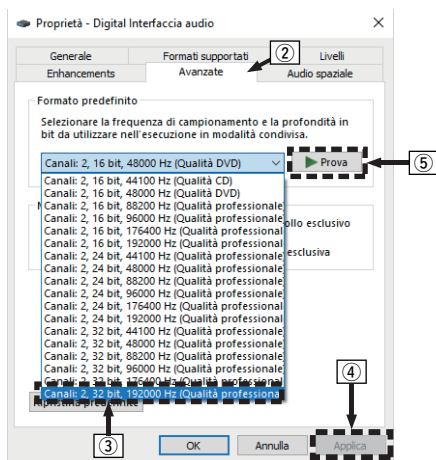 Proprietà - Digital Interfaccia audio
Generale Formati supportati Livelli
②
Enhancements Avanzate Audio spaziale
Formato predefinito
Selezionare la frequenza di campionamento e la profondità in
bit da utilizzare nell'esecuzione in modalità condivisa.
Canali: 2, 16 bit, 48000 Hz (Qualità DVD) Prova
⑤
Canali: 2, 16 bit, 44100 Hz (Qualità CD)
Canali: 2, 16 bit, 48000 Hz (Qualità DVD)
Canali: 2, 16 bit, 88200 Hz (Qualità professionale)
Canali: 2, 16 bit, 96000 Hz (Qualità professionale)
Canali: 2, 16 bit, 176400 Hz (Qualità professional
Canali: 2, 16 bit, 192000 Hz (Qualità professional
ollo esclusivo
Canali: 2, 24 bit, 44100 Hz (Qualità professionale)
Canali: 2, 24 bit, 48000 Hz (Qualità professionale)
esclusiva
Canali: 2, 24 bit, 88200 Hz (Qualità professionale)
Canali: 2, 24 bit, 96000 Hz (Qualità professionale)
Canali: 2, 24 bit, 176400 Hz (Qualità professional
Canali: 2, 24 bit, 192000 Hz (Qualità professional
Canali: 2, 32 bit, 44100 Hz (Qualità professionale)
Canali: 2, 32 bit, 48000 Hz (Qualità professionale)
Canali: 2, 32 bit, 88200 Hz (Qualità professionale)
Canali: 2, 32 bit, 96000 Hz (Qualità professionale)
Canali: 2, 32 bit, 176400 Hz (Qualità professional
Canali: 2, 32 bit, 192000 Hz (Qualità professiona
④
③
OK Annulla Applica